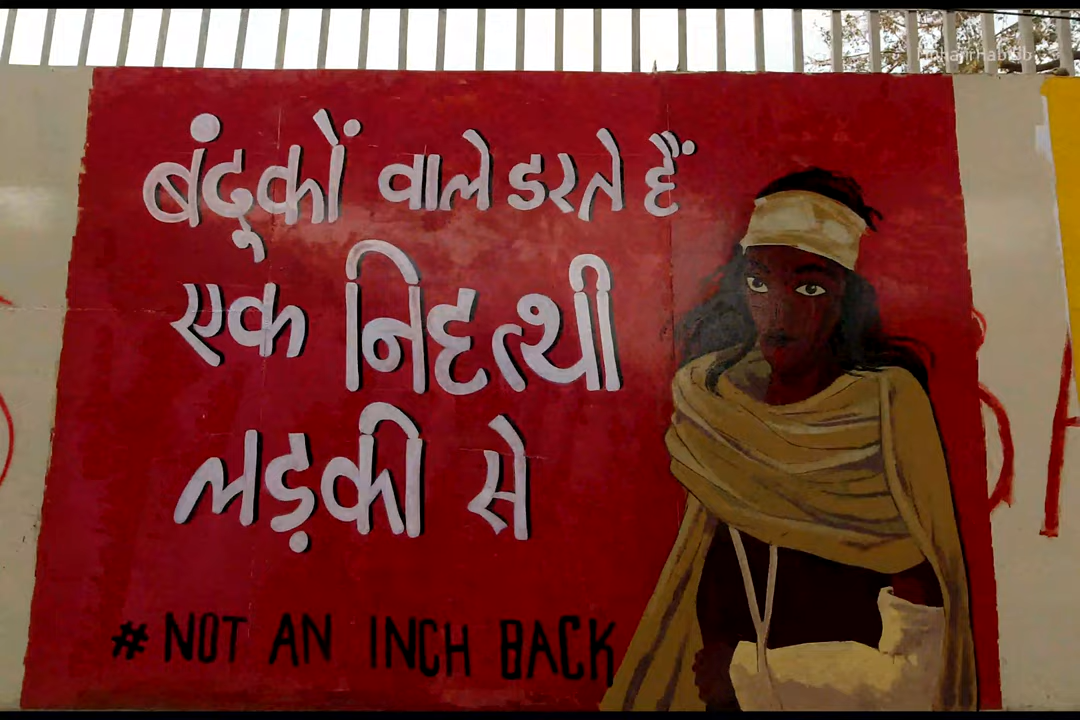 बंदूकों वाले डरते हैं
एक निहत्थी
लड़की से
# NOT AN INCH BACK